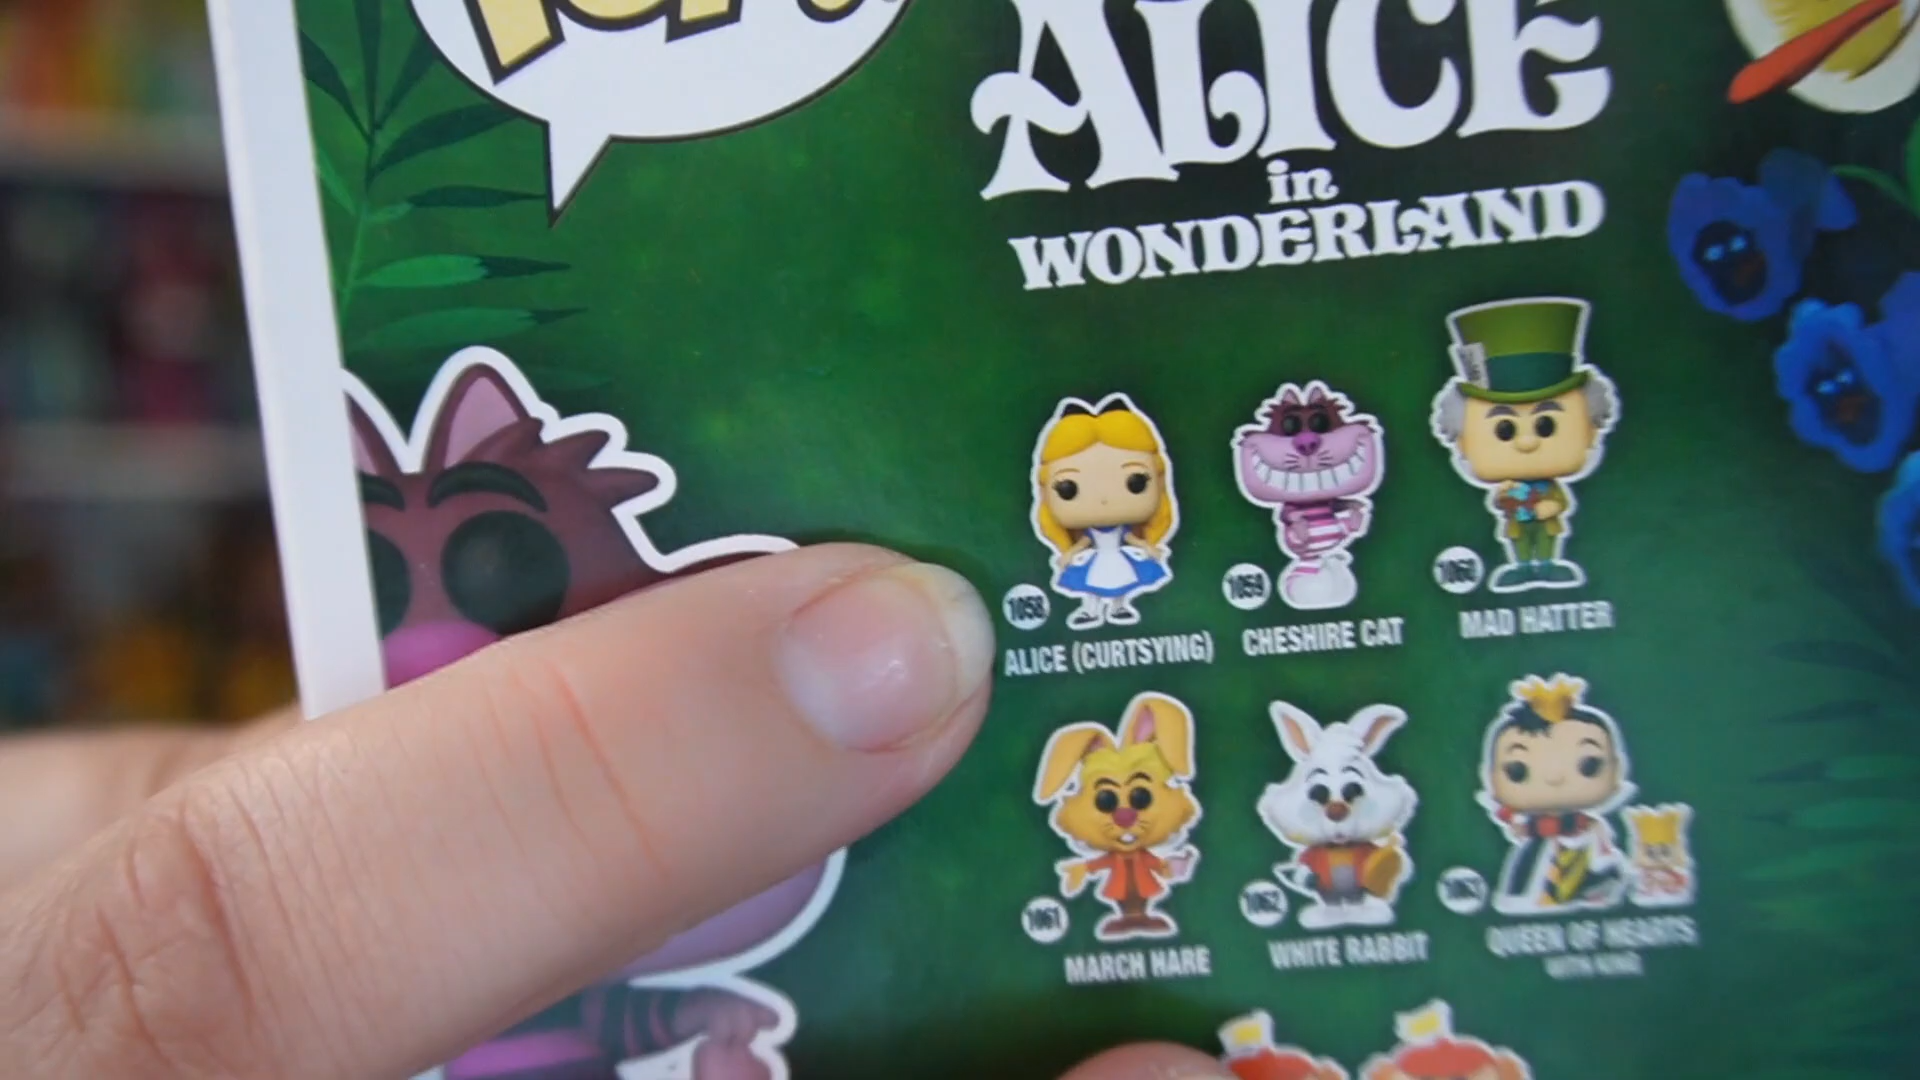 POP!
ALICE
in
WONDERLAND
1058
ALICE (CURTSYING)
1059
CHESHIRE CAT
1060
MAD HATTER
1061
MARCH HARE
1062
WHITE RABBIT
1063
QUEEN OF HEARTS
WITH KING